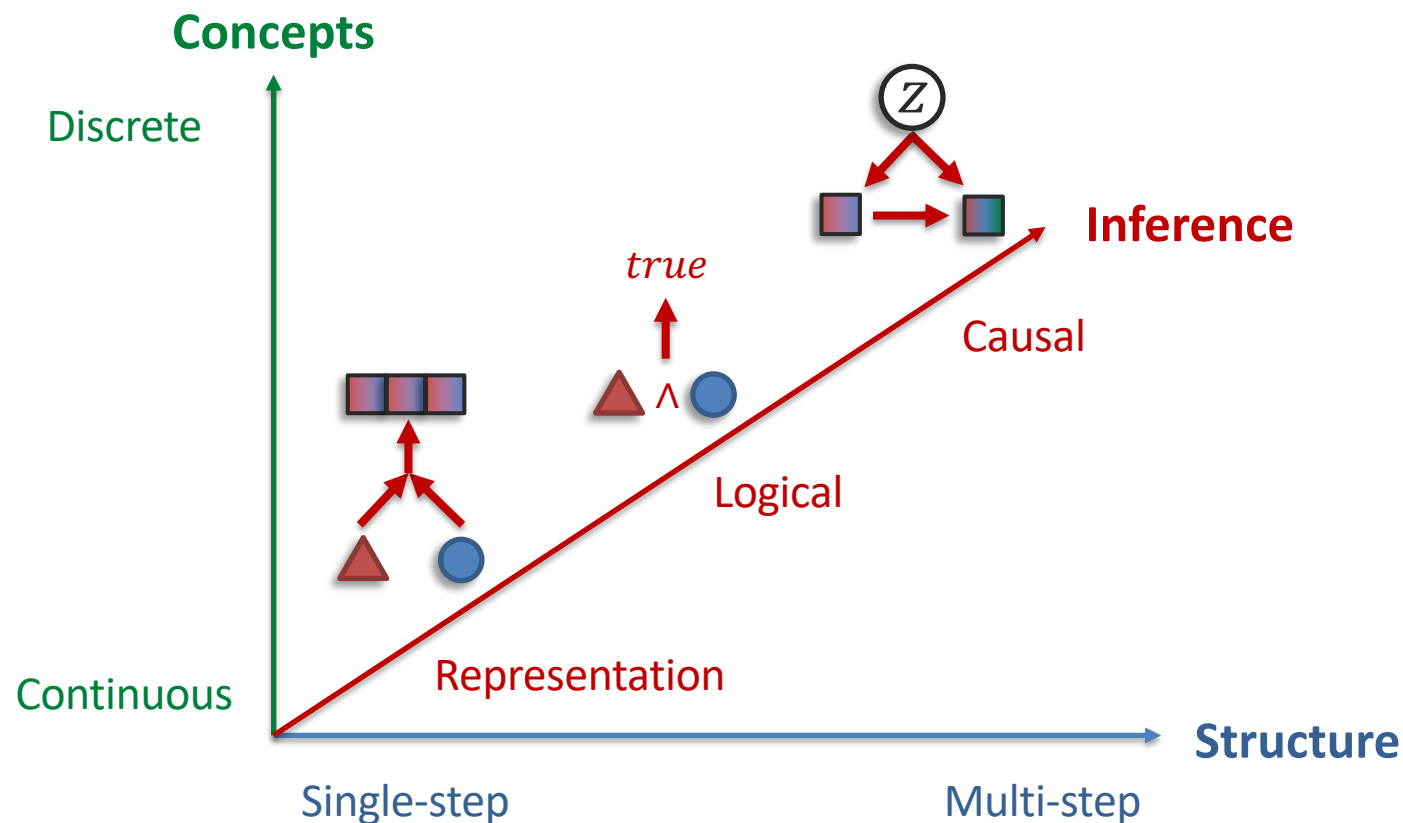 Concepts
Discrete
Z
Inference
true
Causal
∧
Logical
Representation
Continuous
Structure
Single-step
Multi-step